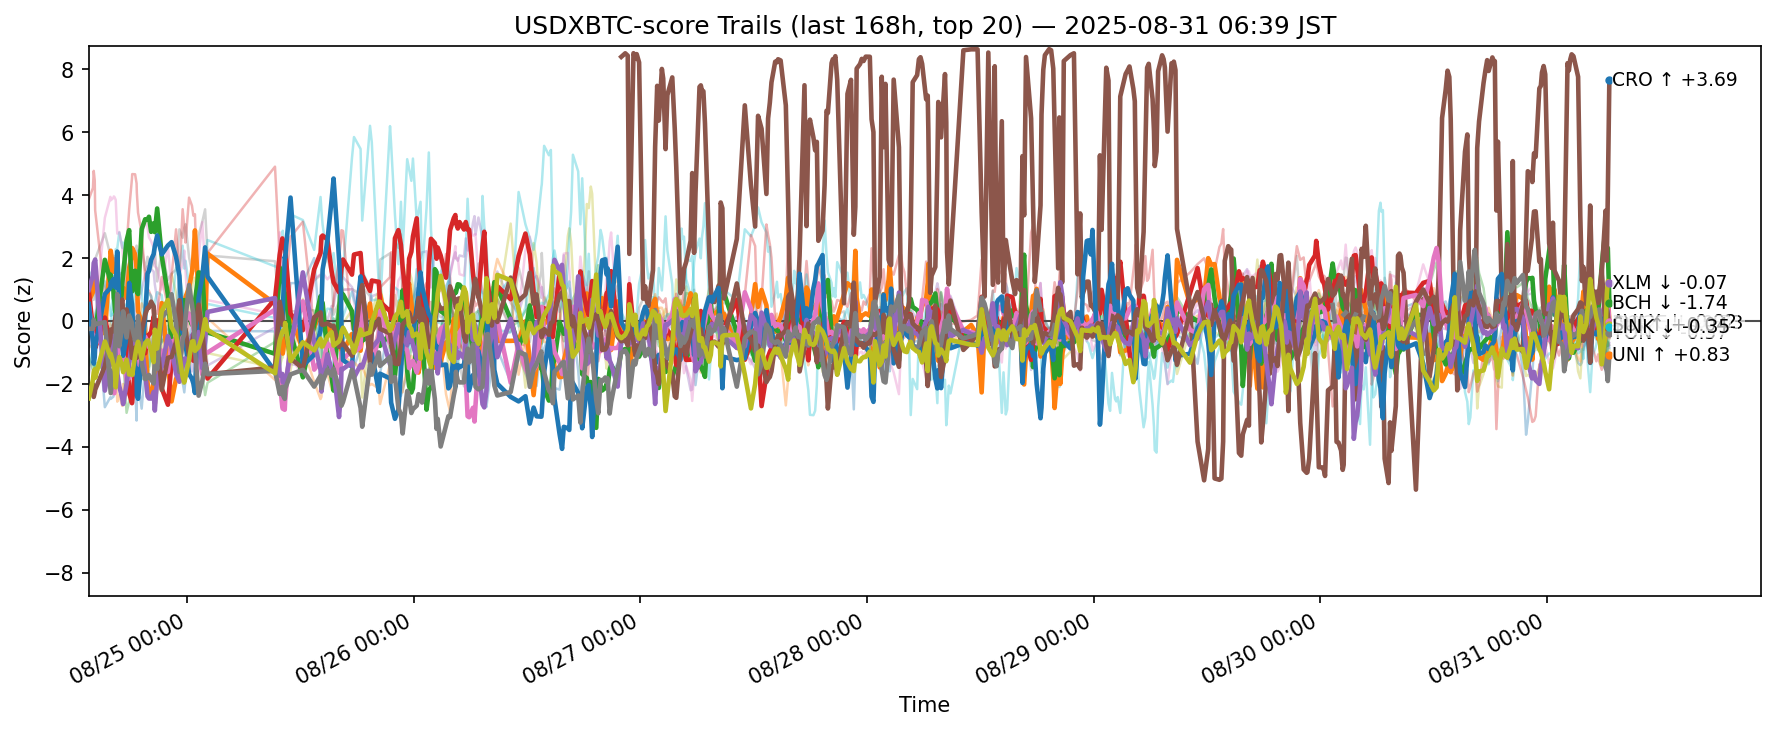 USDXBTC-score Trails (last 168h, top 20) — 2025-08-31 06:39 JST
Score (z)
8
6
4
2
0
−2
−4
−6
−8
CRO ↑ +3.69
XLM ↓ -0.07
BCH ↓ -1.74
LINK ↓ -0.35
UNI ↑ +0.83
08/25 00:00
08/26 00:00
08/27 00:00
08/28 00:00
08/29 00:00
08/30 00:00
08/31 00:00
Time